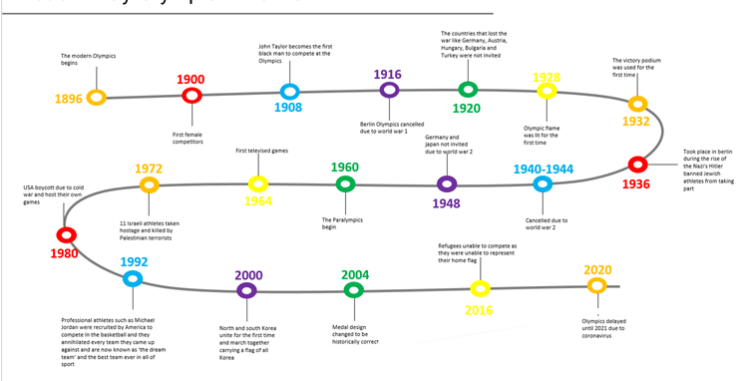 The modern Olympics
begins
1896
1900
First female
competitors
John Taylor becomes the first
black man to compete at the
Olympics
1908
1916
Berlin Olympics cancelled
due to world war 1
The countries that lost the
war like Germany, Austria,
Hungary, Bulgaria and
Turkey were not invited
1920
1928
Olympic flame
was lit for the
first time
The victory podium
was used for the
first time
1932
1936
Took place in berlin
during the rise of
the Nazi's Hitler
banned Jewish
athletes from taking
part
1940-1944
Cancelled due to
world war 2
Germany and
japan not invited
due to world war 2
1948
1960
The Paralympics
begin
First televised games
1964
1972
11 Israeli athletes taken
hostage and killed by
Palestinian terrorists
USA boycott due to cold
war and host their own
games
1980
1992
Professional athletes such as Michael
Jordan were recruited by America to
compete in the basketball and they
annihilated every team they came up
against and are now known as 'the dream
team' and the best team ever in all of
sport
2000
North and south Korea
unite for the first time
and march together
carrying a flag of all
Korea
2004
Medal design
changed to be
historically correct
Refugees unable to compete as
they were unable to represent
their home flag
2016
2020
Olympics delayed
until 2021 due to
coronavirus